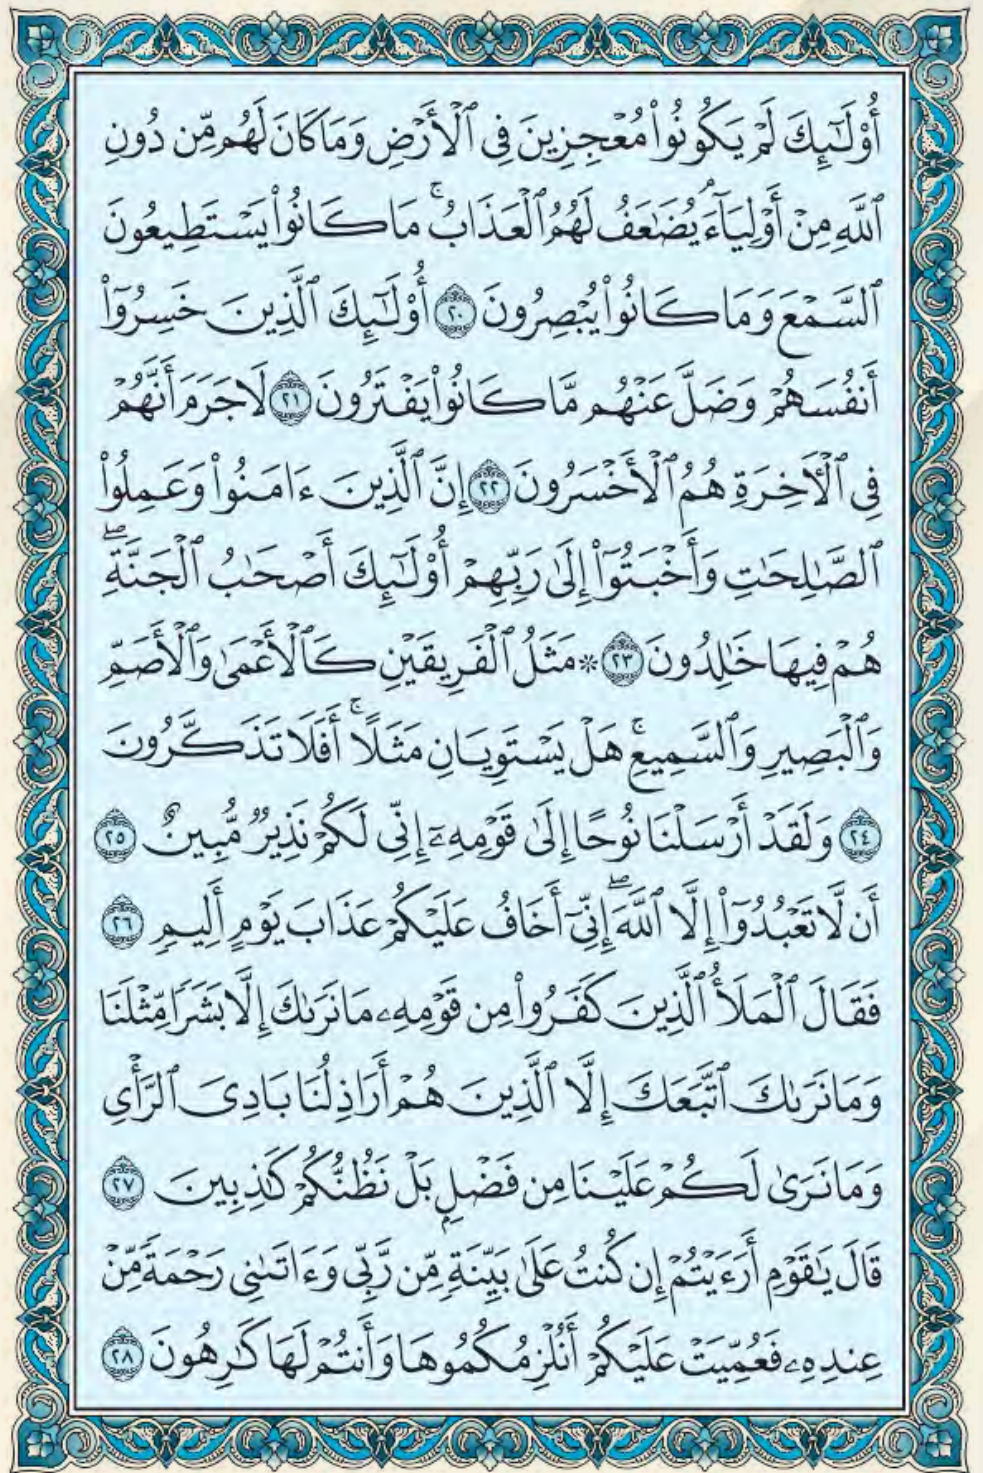 أُوْلَٰٓئِكَ لَمْ يَكُونُواْ مُعْجِزِينَ فِي ٱلْأَرْضِ وَمَا كَانَ لَهُم مِّن دُونِ
ٱللَّهِ مِنْ أَوْلِيَآءَۘ يُضَٰعَفُ لَهُمُ ٱلْعَذَابُۚ مَا كَانُواْ يَسْتَطِيعُونَ
ٱلسَّمْعَ وَمَا كَانُواْ يُبْصِرُونَ ٢٠ أُوْلَٰٓئِكَ ٱلَّذِينَ خَسِرُوٓاْ
أَنفُسَهُمْ وَضَلَّ عَنْهُم مَّا كَانُواْ يَفْتَرُونَ ٢١ لَا جَرَمَ أَنَّهُمْ
فِي ٱلْأٓخِرَةِ هُمُ ٱلْأَخْسَرُونَ ٢٢ إِنَّ ٱلَّذِينَ ءَامَنُواْ وَعَمِلُواْ
ٱلصَّٰلِحَٰتِ وَأَخْبَتُوٓاْ إِلَىٰ رَبِّهِمْ أُوْلَٰٓئِكَ أَصْحَٰبُ ٱلْجَنَّةِۖ
هُمْ فِيهَا خَٰلِدُونَ ٢٣ ۞ مَثَلُ ٱلْفَرِيقَيْنِ كَٱلْأَعْمَىٰ وَٱلْأَصَمِّ
وَٱلْبَصِيرِ وَٱلسَّمِيعِۚ هَلْ يَسْتَوِيَانِ مَثَلًاۚ أَفَلَا تَذَكَّرُونَ
٢٤ وَلَقَدْ أَرْسَلْنَا نُوحًا إِلَىٰ قَوْمِهِۦٓ إِنِّي لَكُمْ نَذِيرٌ مُّبِينٌ ٢٥
أَن لَّا تَعْبُدُوٓاْ إِلَّا ٱللَّهَۖ إِنِّيٓ أَخَافُ عَلَيْكُمْ عَذَابَ يَوْمٍ أَلِيمٍ ٢٦
فَقَالَ ٱلْمَلَأُ ٱلَّذِينَ كَفَرُواْ مِن قَوْمِهِۦ مَا نَرَىٰكَ إِلَّا بَشَرًا مِّثْلَنَا
وَمَا نَرَىٰكَ ٱتَّبَعَكَ إِلَّا ٱلَّذِينَ هُمْ أَرَاذِلُنَا بَادِيَ ٱلرَّأْيِ
وَمَا نَرَىٰ لَكُمْ عَلَيْنَا مِن فَضْلٍۭ بَلْ نَظُنُّكُمْ كَٰذِبِينَ ٢٧
قَالَ يَٰقَوْمِ أَرَءَيْتُمْ إِن كُنتُ عَلَىٰ بَيِّنَةٍ مِّن رَّبِّي وَءَاتَىٰنِي رَحْمَةً مِّنْ
عِندِهِۦ فَعُمِّيَتْ عَلَيْكُمْ أَنُلْزِمُكُمُوهَا وَأَنتُمْ لَهَا كَٰرِهُونَ ٢٨